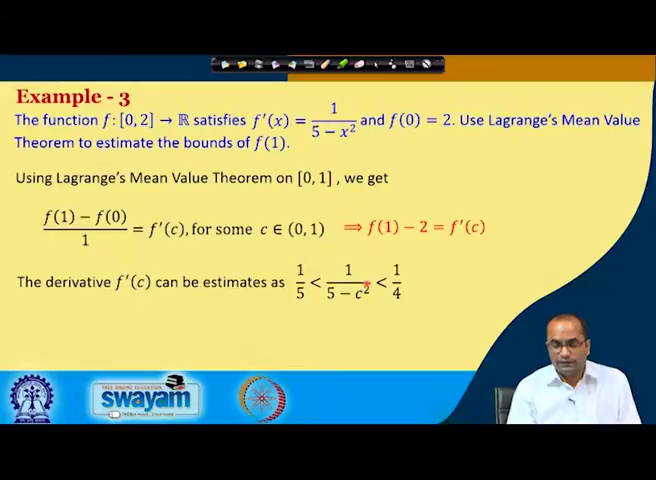 Example - 3
The function f: [0, 2] → ℝ satisfies f′(x) = 1/(5 − x²) and f(0) = 2. Use Lagrange's Mean Value
Theorem to estimate the bounds of f(1).
Using Lagrange's Mean Value Theorem on [0, 1] , we get
(f(1) − f(0))/1 = f′(c), for some c ∈ (0, 1) ⟹ f(1) − 2 = f′(c)
The derivative f′(c) can be estimates as 1/5 < 1/(5 − c²) < 1/4
FREE ONLINE EDUCATION
swayam